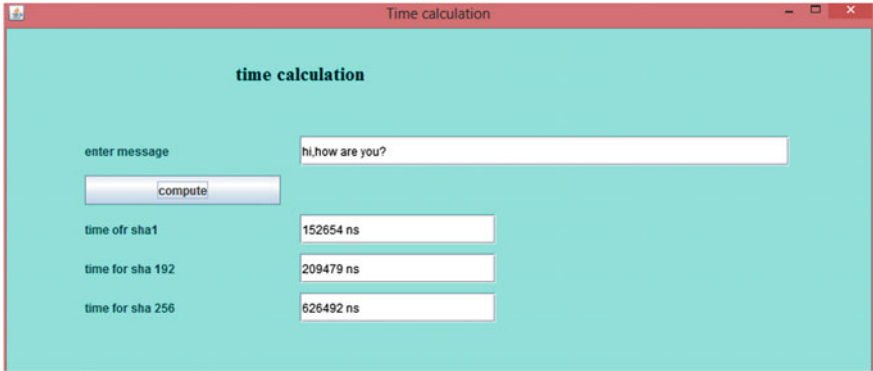 Time calculation
time calculation
enter message hi,how are you?
compute
time ofr sha1 152654 ns
time for sha 192 209479 ns
time for sha 256 626492 ns